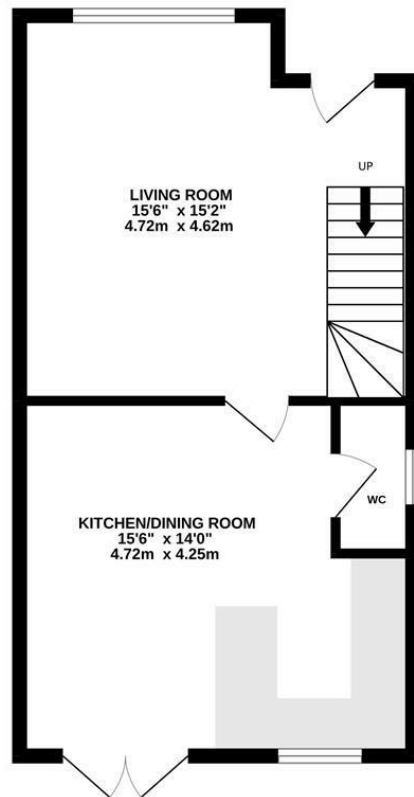 UP
LIVING ROOM
15'6" x 15'2"
4.72m x 4.62m
WC
KITCHEN/DINING ROOM
15'6" x 14'0"
4.72m x 4.25m